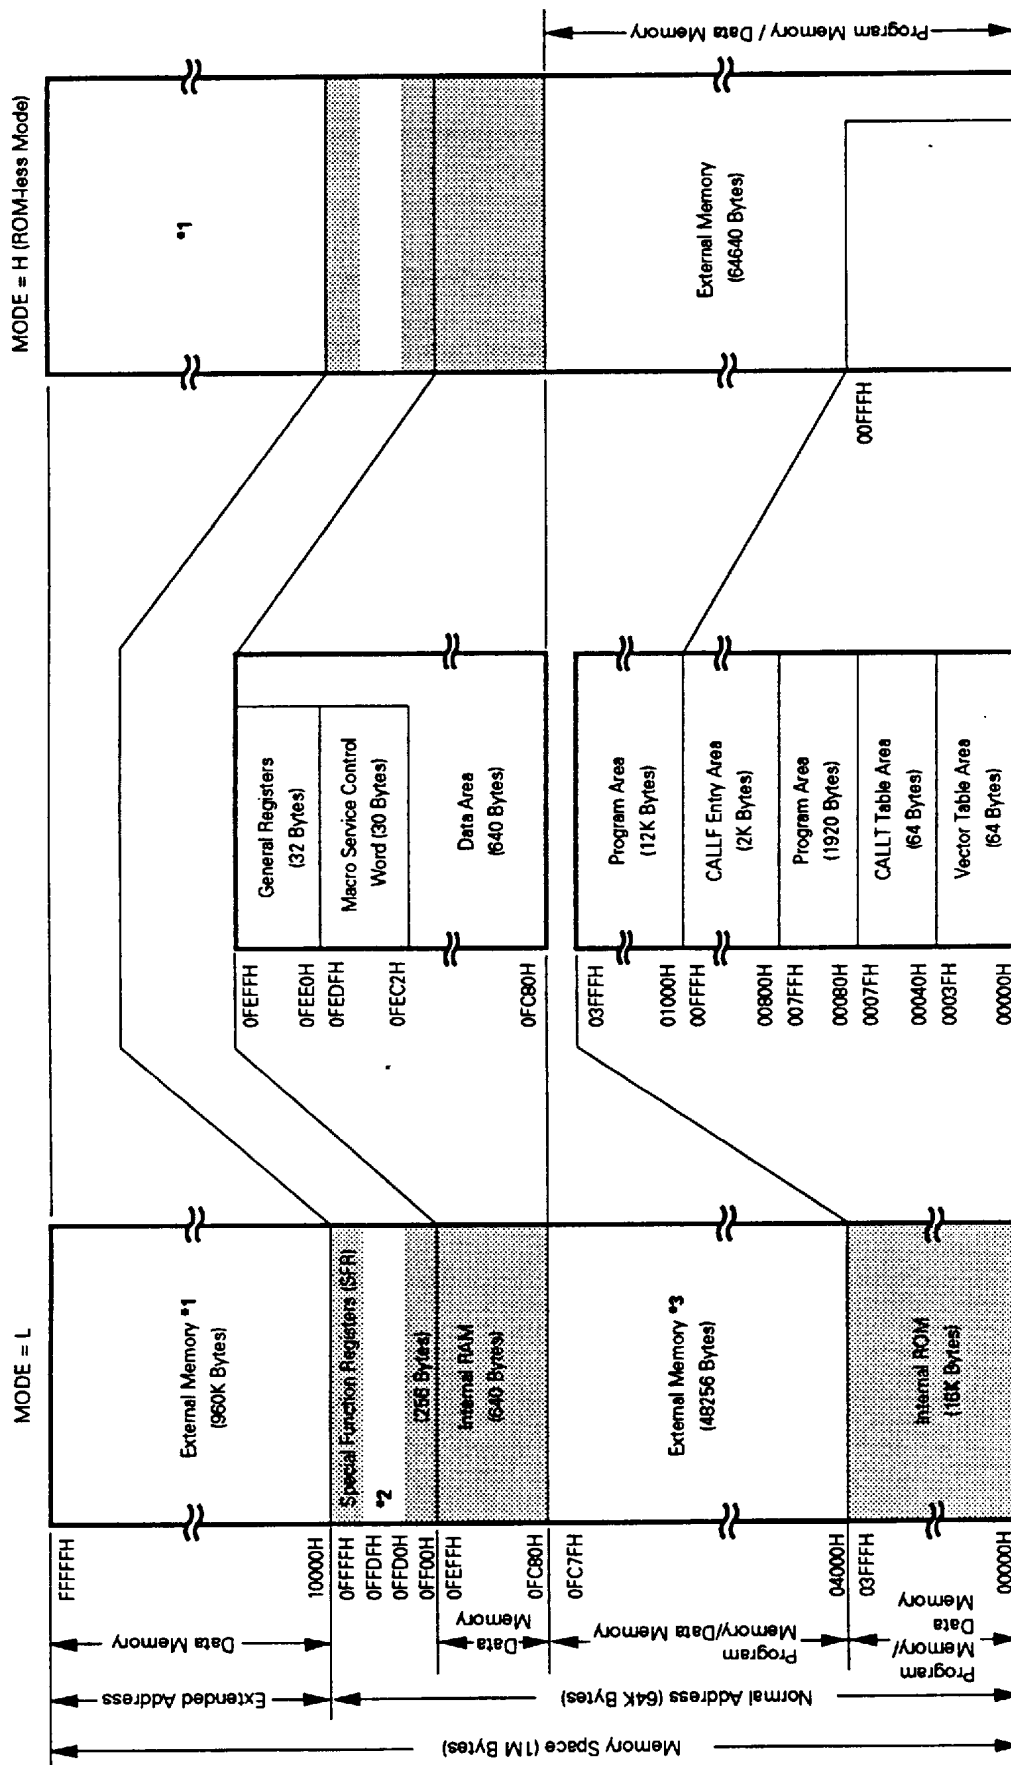 MODE = L
MODE = H (ROM-less Mode)
Memory Space (1M Bytes)
Extended Address
Normal Address (64K Bytes)
Data Memory
Data
Memory
Program
Memory/Data Memory
Program
Memory/
Data
Memory
FFFFFH
10000H
0FFFFH
0FFDFH
0FFD0H
0FF00H
0FEFFH
0FC80H
0FC7FH
04000H
03FFFH
00000H
External Memory *1
(960K Bytes)
Special Function Registers (SFR)
*2
(256 Bytes)
Internal RAM
(640 Bytes)
External Memory *3
(48256 Bytes)
Internal ROM
(16K Bytes)
0FEFFH
0FEE0H
0FEDFH
0FEC2H
0FC80H
General Registers
(32 Bytes)
Macro Service Control
Word (30 Bytes)
Data Area
(640 Bytes)
03FFFH
01000H
00FFFH
00800H
007FFH
00080H
0007FH
00040H
0003FH
00000H
Program Area
(12K Bytes)
CALLF Entry Area
(2K Bytes)
Program Area
(1920 Bytes)
CALLT Table Area
(64 Bytes)
Vector Table Area
(64 Bytes)
*1
External Memory
(64640 Bytes)
00FFFH
Program Memory / Data Memory